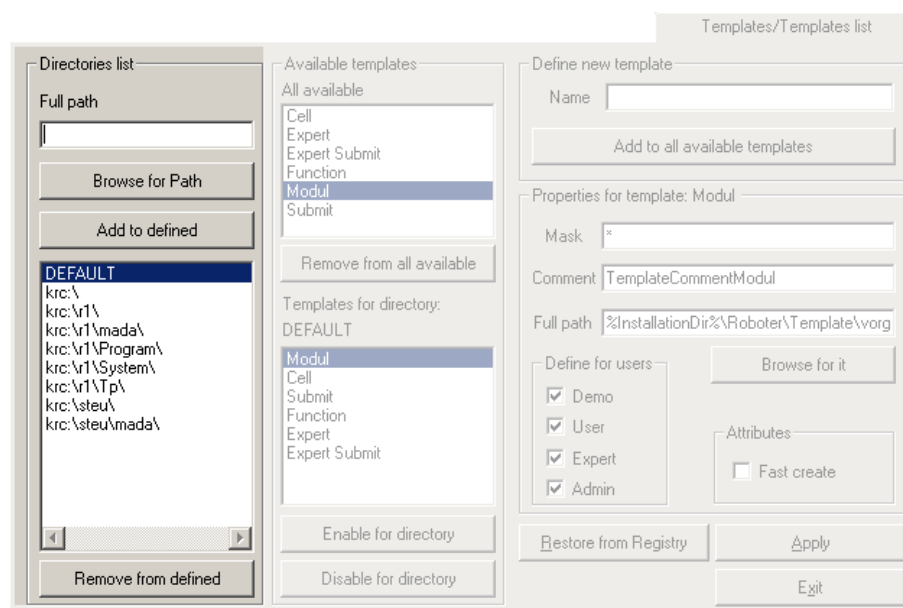 Templates/Templates list
Directories list
Full path
Browse for Path
Add to defined
DEFAULT
krc:\
krc:\r1\
krc:\r1\mada\
krc:\r1\Program\
krc:\r1\System\
krc:\r1\Tp\
krc:\steu\
krc:\steu\mada\
Remove from defined
Available templates
All available
Cell
Expert
Expert Submit
Function
Modul
Submit
Remove from all available
Templates for directory:
DEFAULT
Modul
Cell
Submit
Function
Expert
Expert Submit
Enable for directory
Disable for directory
Define new template
Name
Add to all available templates
Properties for template: Modul
Mask *
Comment TemplateCommentModul
Full path %InstallationDir%\Roboter\Template\vorg
Browse for it
Define for users
Demo
User
Expert
Admin
Attributes
Fast create
Restore from Registry
Apply
Exit